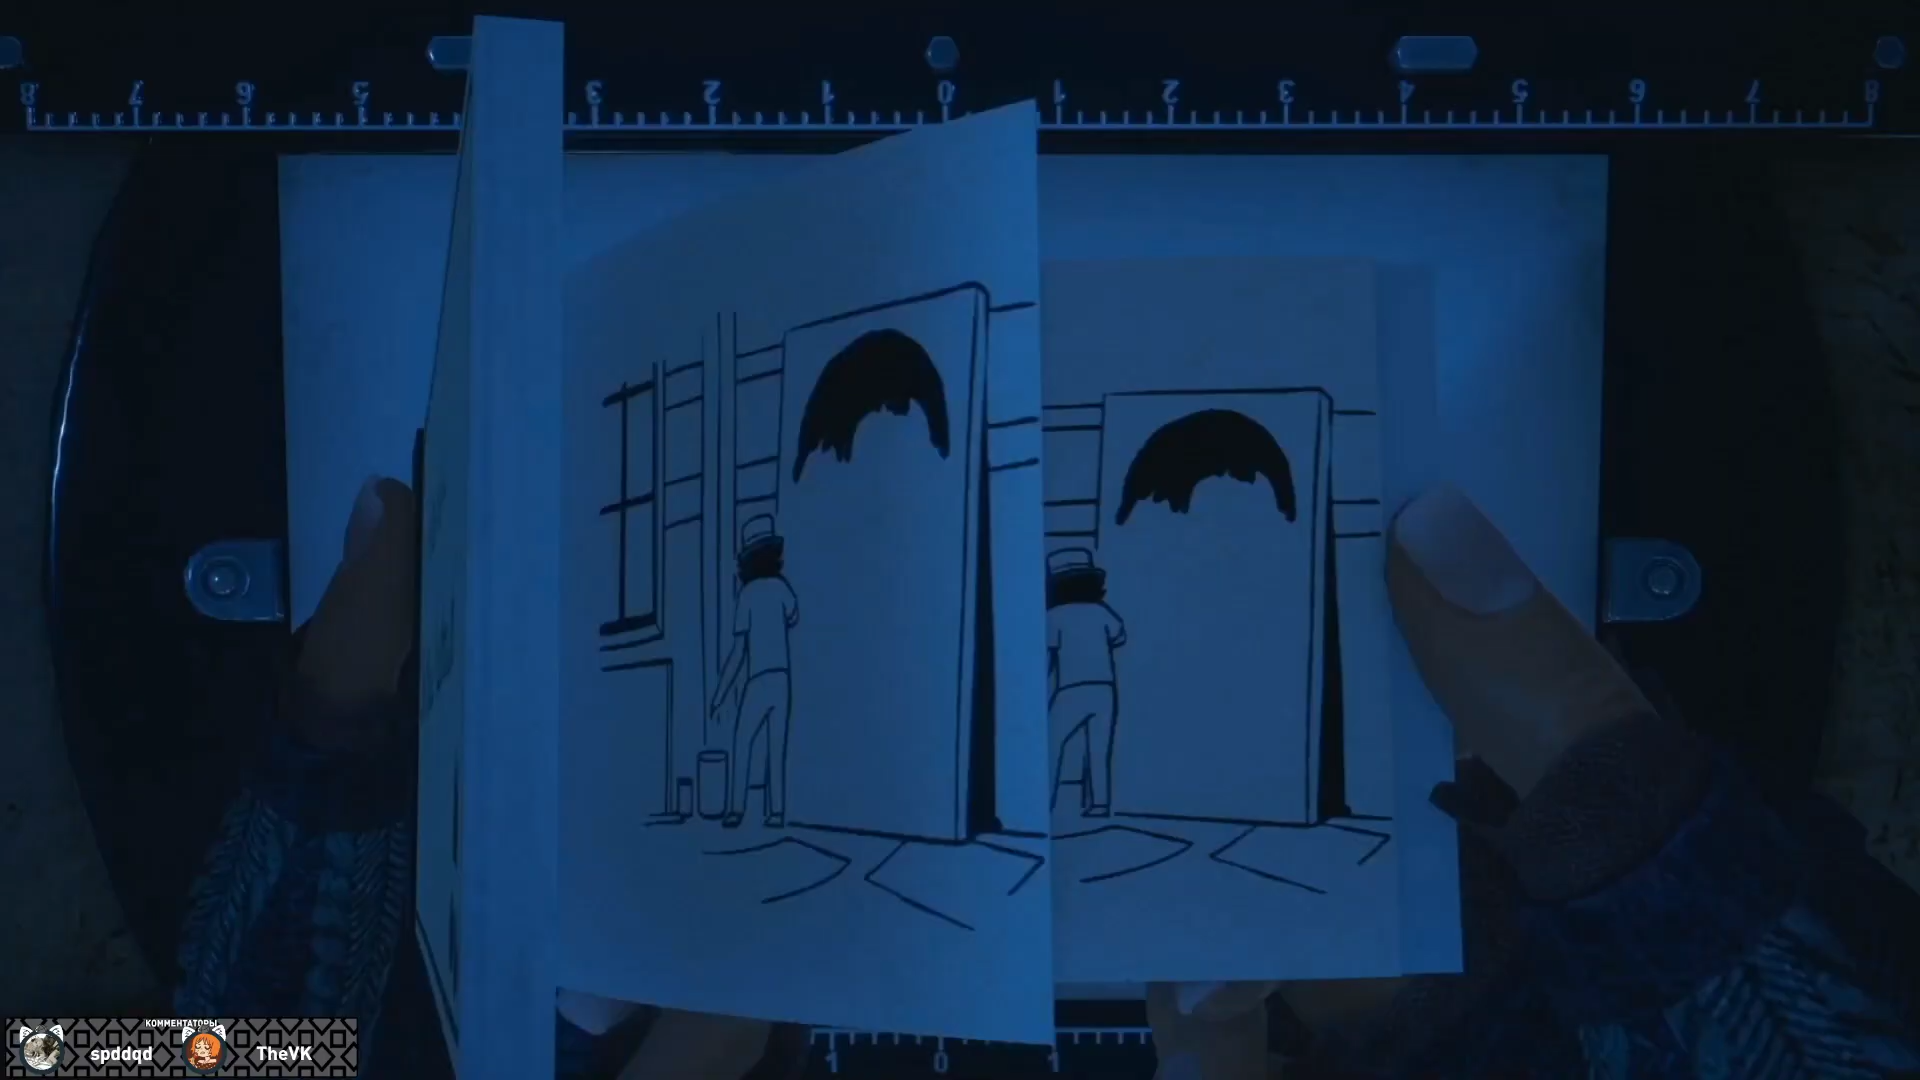 8 7 6 5 3 2 1 0 1 2 3 4 5 6 7 8
1 0 1
КОММЕНТАТОРЫ
spddqd TheVK